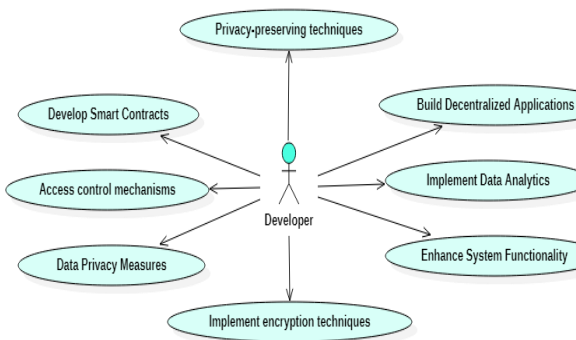 Privacy-preserving techniques
Build Decentralized Applications
Develop Smart Contracts
Implement Data Analytics
Access control mechanisms
Developer
Enhance System Functionality
Data Privacy Measures
Implement encryption techniques